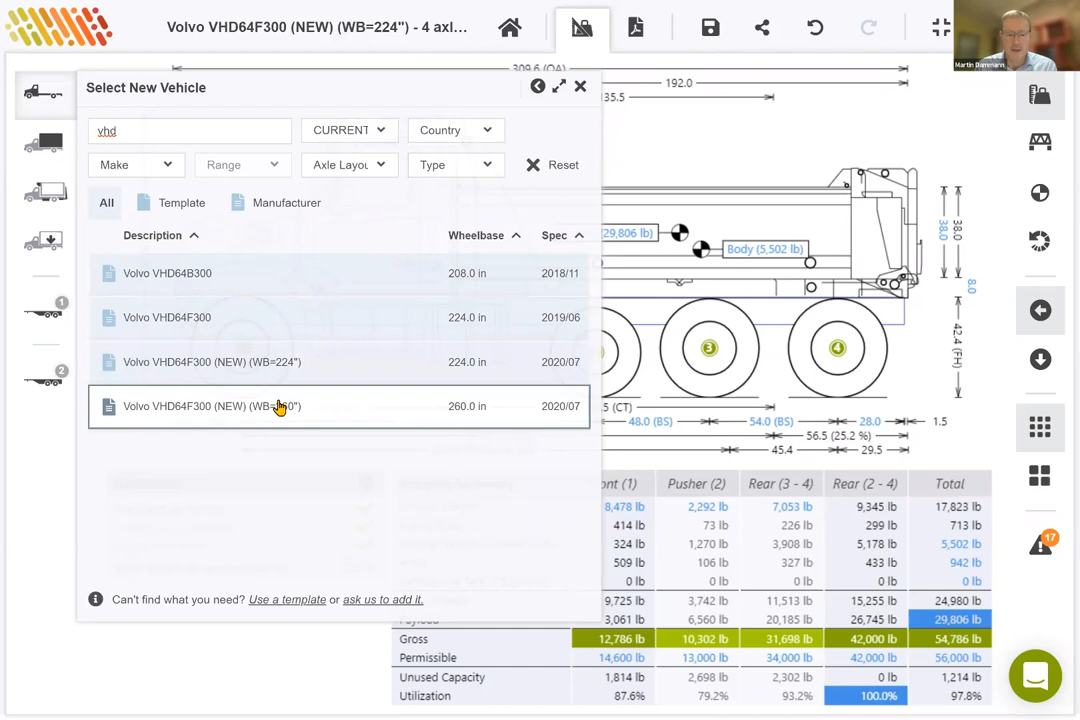 Volvo VHD64F300 (NEW) (WB=224") - 4 axl...
Martin Dammann
309.6 (OA)
192.0
135.5
Select New Vehicle
vhd
CURRENT
Country
Make
Range
Axle Layou
Type
Reset
All
Template
Manufacturer
Description
Wheelbase
Spec
Volvo VHD64B300 208.0 in 2018/11
Volvo VHD64F300 224.0 in 2019/06
Volvo VHD64F300 (NEW) (WB=224") 224.0 in 2020/07
Volvo VHD64F300 (NEW) (WB= 0") 260.0 in 2020/07
Can't find what you need? Use a template or ask us to add it.
1
2
29,806 lb)
Body (5,502 lb)
38.0
38.0
8.0
42.4 (FH)
3
4
5 (CT)
48.0 (BS)
54.0 (BS)
28.0
1.5
56.5 (25.2 %)
45.4
29.5
17
ont (1) Pusher (2) Rear (3 - 4) Rear (2 - 4) Total
8,478 lb 2,292 lb 7,053 lb 9,345 lb 17,823 lb
414 lb 73 lb 226 lb 299 lb 713 lb
324 lb 1,270 lb 3,908 lb 5,178 lb 5,502 lb
509 lb 106 lb 327 lb 433 lb 942 lb
0 lb 0 lb 0 lb 0 lb 0 lb
9,725 lb 3,742 lb 11,513 lb 15,255 lb 24,980 lb
Payload 3,061 lb 6,560 lb 20,185 lb 26,745 lb 29,806 lb
Gross 12,786 lb 10,302 lb 31,698 lb 42,000 lb 54,786 lb
Permissible 14,600 lb 13,000 lb 34,000 lb 42,000 lb 56,000 lb
Unused Capacity 1,814 lb 2,698 lb 2,302 lb 0 lb 1,214 lb
Utilization 87.6% 79.2% 93.2% 100.0% 97.8%